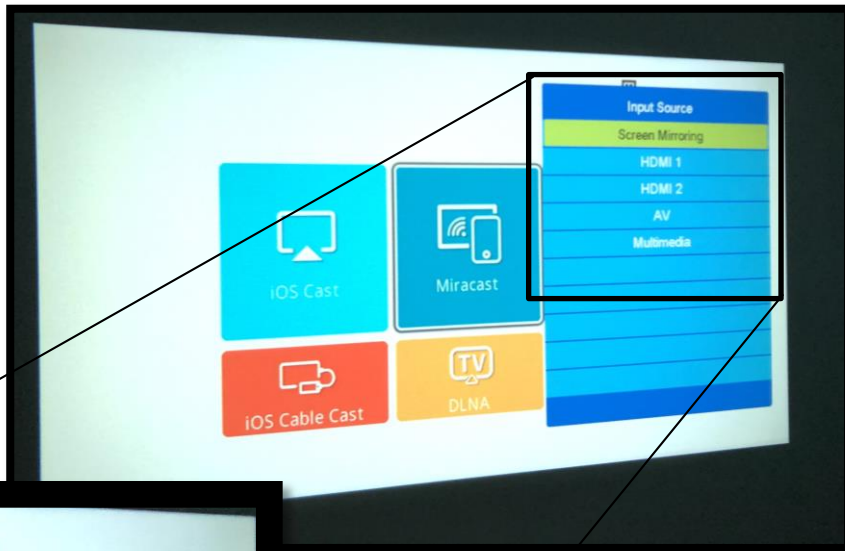 Input Source
Screen Mirroring
HDMI 1
HDMI 2
AV
Multimedia
iOS Cast
Miracast
iOS Cable Cast
TV
DLNA